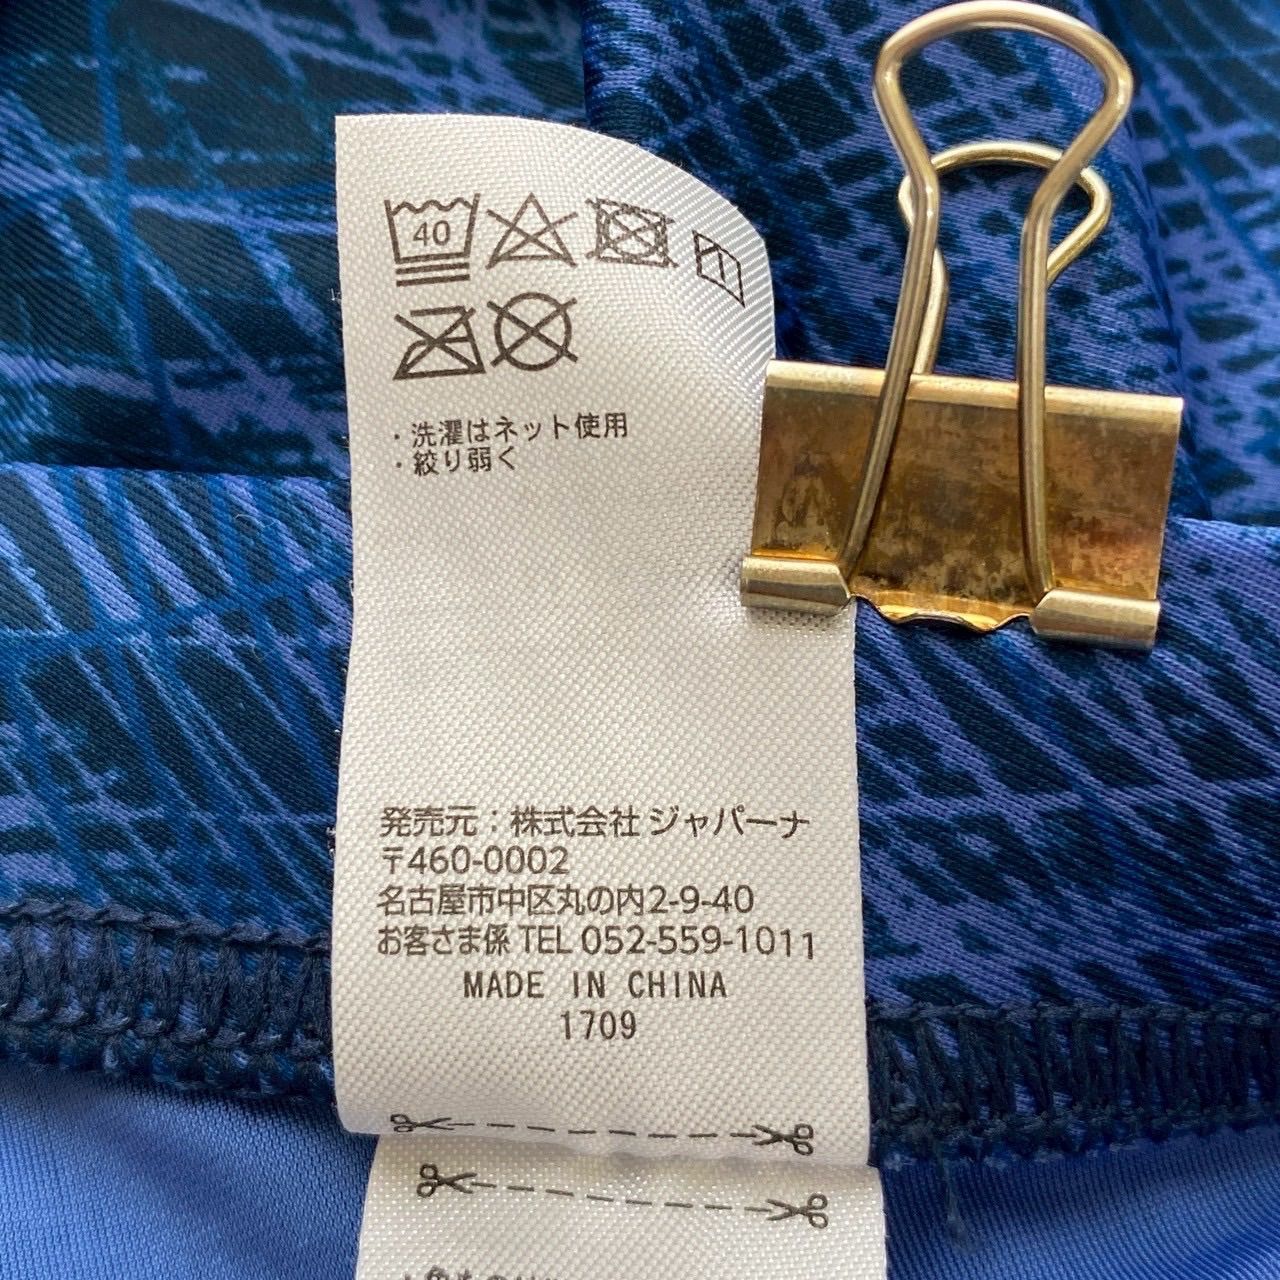 40
・洗濯はネット使用
・絞り弱く
発売元：株式会社 ジャパーナ
〒460-0002
名古屋市中区丸の内2-9-40
お客さま係 TEL 052-559-1011
MADE IN CHINA
1709